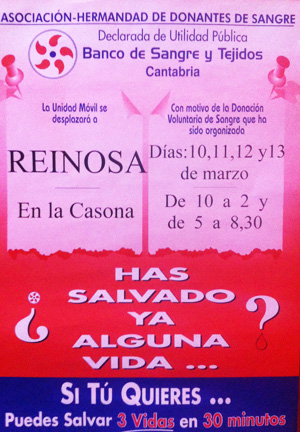 ASOCIACIÓN-HERMANDAD DE DONANTES DE SANGRE
Declarada de Utilidad Pública
Banco de Sangre y Tejidos
Cantabria
La Unidad Móvil se
desplazará a
REINOSA
En la Casona
Con motivo de la Donación
Voluntaria de Sangre que ha
sido organizada
Días:10,11,12 y13
de marzo
De 10 a 2 y
de 5 a 8,30
¿HAS
SALVADO
YA
ALGUNA
VIDA ...?
SI TÚ QUIERES ...
Puedes Salvar 3 Vidas en 30 minutos